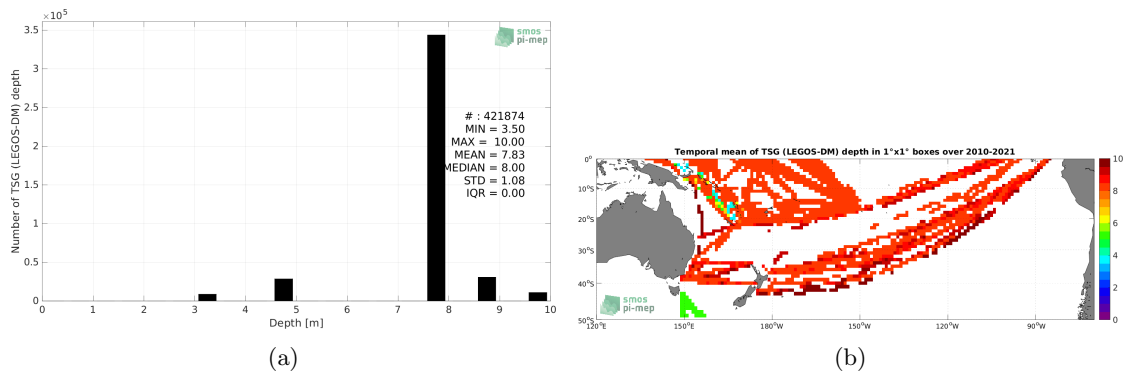 ×10⁵
3.5
3
2.5
2
1.5
1
0.5
0
Number of TSG (LEGOS-DM) depth
smos
pi-mep
# : 421874
MIN = 3.50
MAX = 10.00
MEAN = 7.83
MEDIAN = 8.00
STD = 1.08
IQR = 0.00
0 1 2 3 4 5 6 7 8 9 10
Depth [m]
(a)
Temporal mean of TSG (LEGOS-DM) depth in 1°x1° boxes over 2010-2021
0°
10°S
20°S
30°S
40°S
50°S
smos
pi-mep
120°E 150°E 180°W 150°W 120°W 90°W
10
8
6
4
2
0
(b)